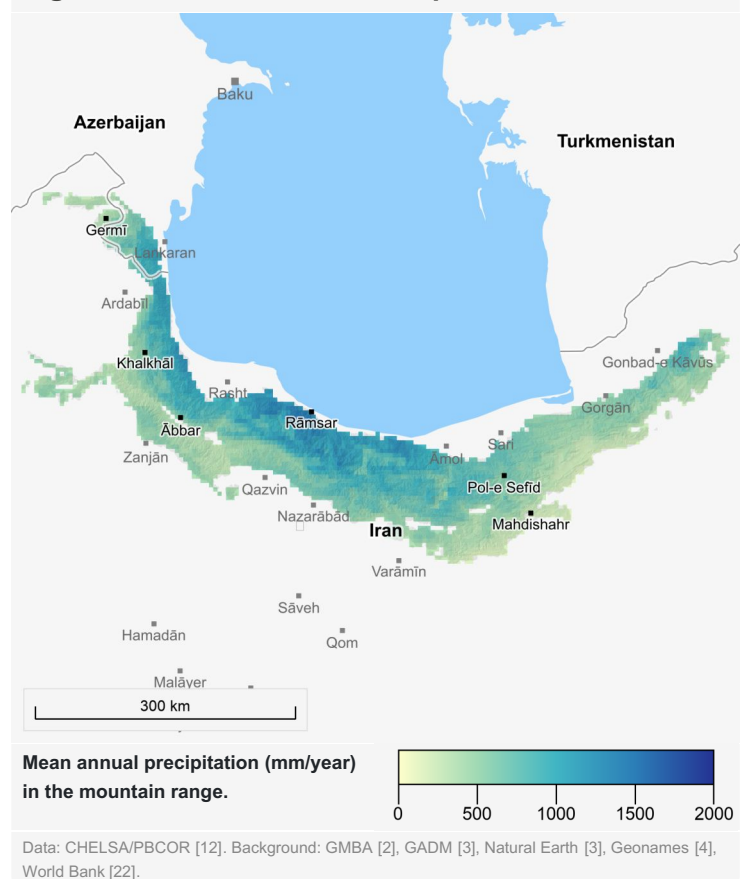 Baku
Azerbaijan
Turkmenistan
Germī
Lankaran
Ardabīl
Khalkhāl
Gonbad-e Kāvūs
Rasht
Gorgān
Rāmsar
Ābbar
Sari
Āmol
Zanjān
Qazvin
Pol-e Sefīd
Nazarābād
Mahdishahr
Iran
Varāmīn
Sāveh
Hamadān
Qom
Malāyer
300 km
Mean annual precipitation (mm/year)
in the mountain range.
0 500 1000 1500 2000
Data: CHELSA/PBCOR [12]. Background: GMBA [2], GADM [3], Natural Earth [3], Geonames [4],
World Bank [22].